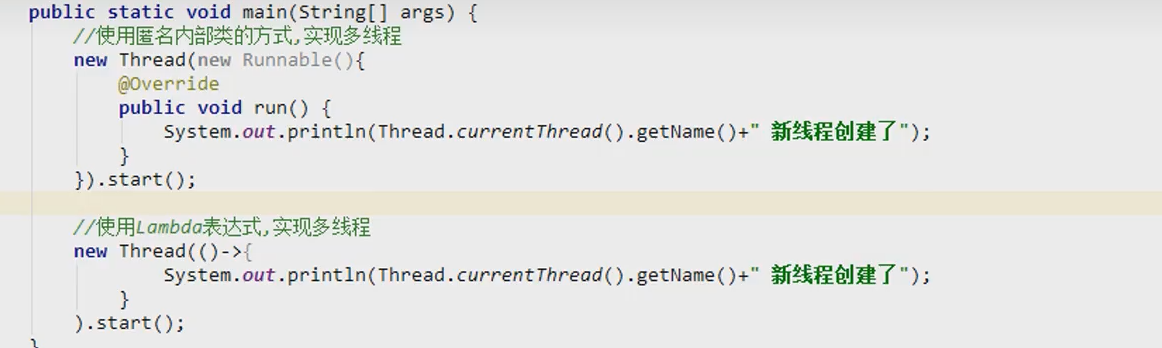 public static void main(String[] args) {
//使用匿名内部类的方式,实现多线程
new Thread(new Runnable(){
@Override
public void run() {
System.out.println(Thread.currentThread().getName()+" 新线程创建了");
}
}).start();
//使用Lambda表达式,实现多线程
new Thread(()->{
System.out.println(Thread.currentThread().getName()+" 新线程创建了");
}
).start();
}